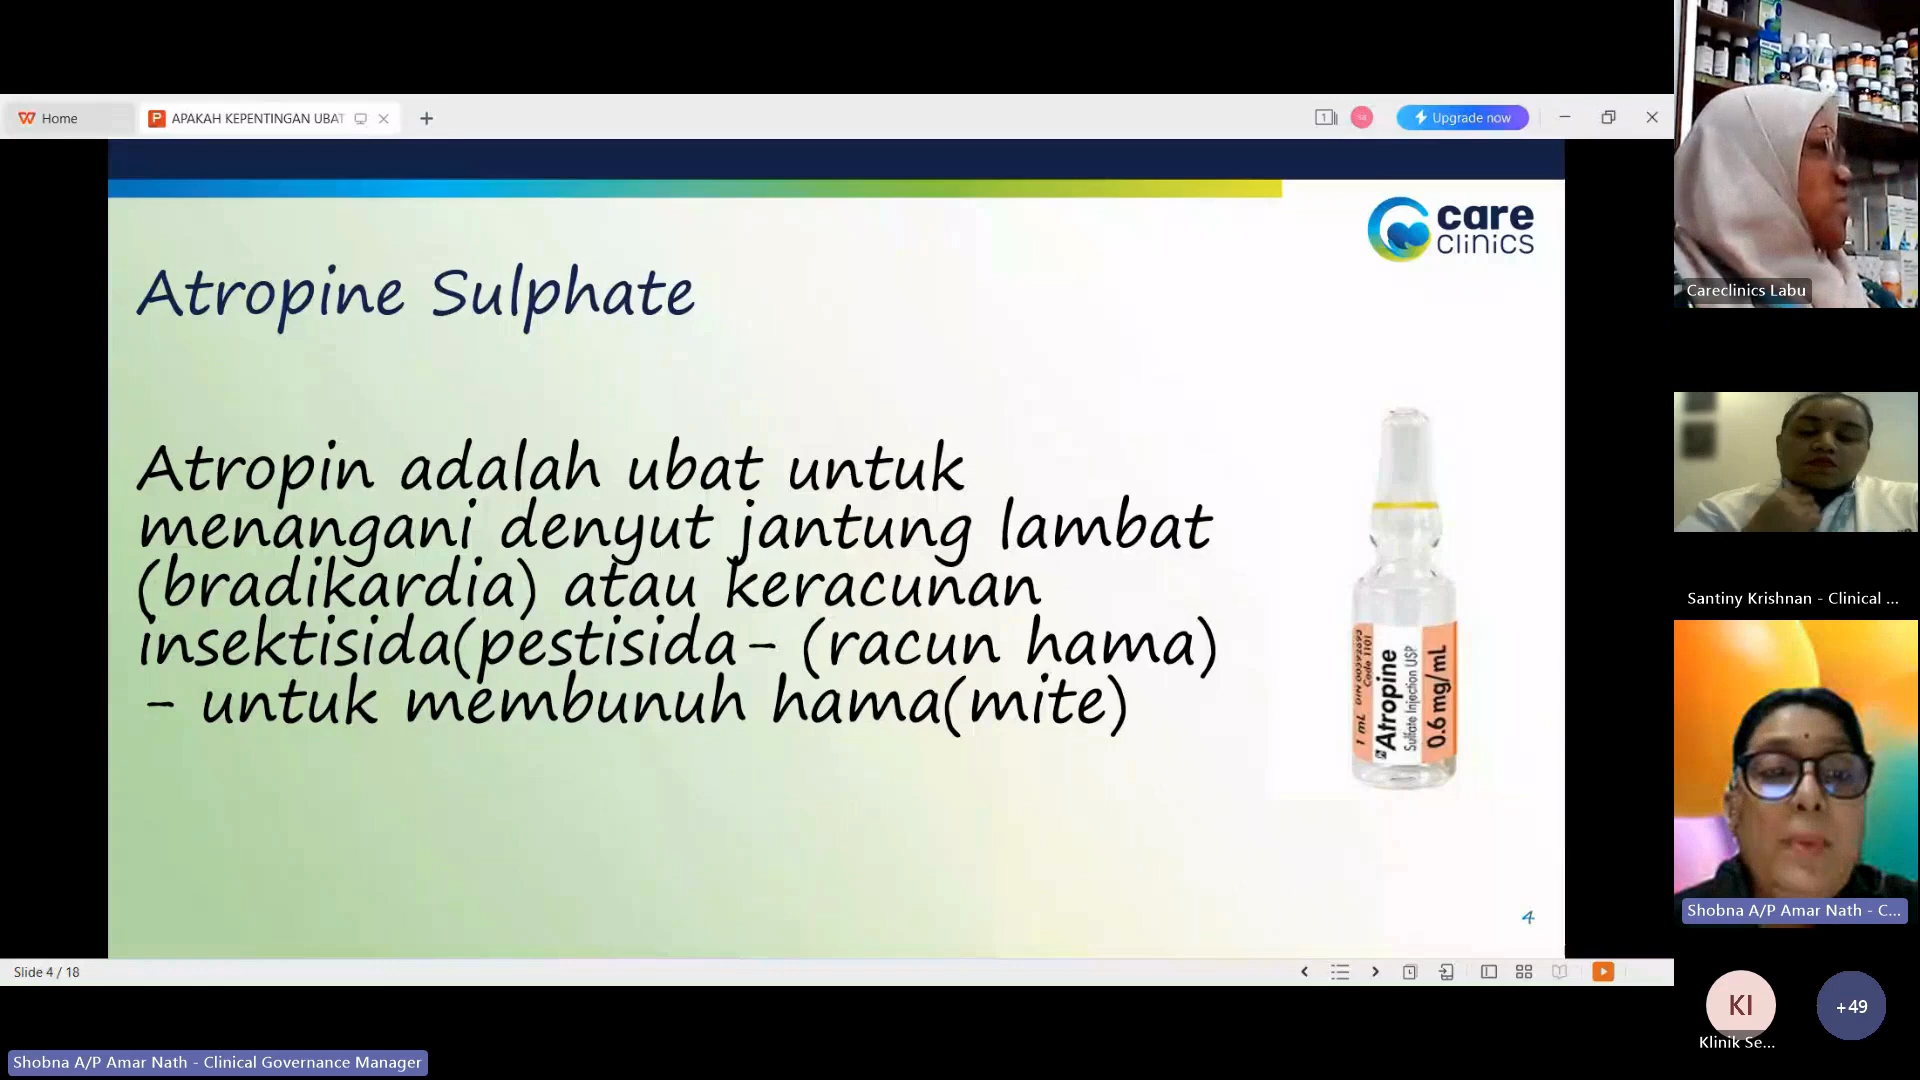 Home
APAKAH KEPENTINGAN UBAT
1
Upgrade now
care
clinics
Atropine Sulphate
Atropin adalah ubat untuk
menangani denyut jantung lambat
(bradikardia) atau keracunan
insektisida(pestisida- (racun hama)
- untuk membunuh hama(mite)
1 mL
Code 1101
Atropine
Sulfate Injection USP
0.6 mg/mL
4
Slide 4 / 18
Careclinics Labu
Santiny Krishnan - Clinical ...
Shobna A/P Amar Nath - C...
KI
+49
Klinik Se...
Shobna A/P Amar Nath - Clinical Governance Manager